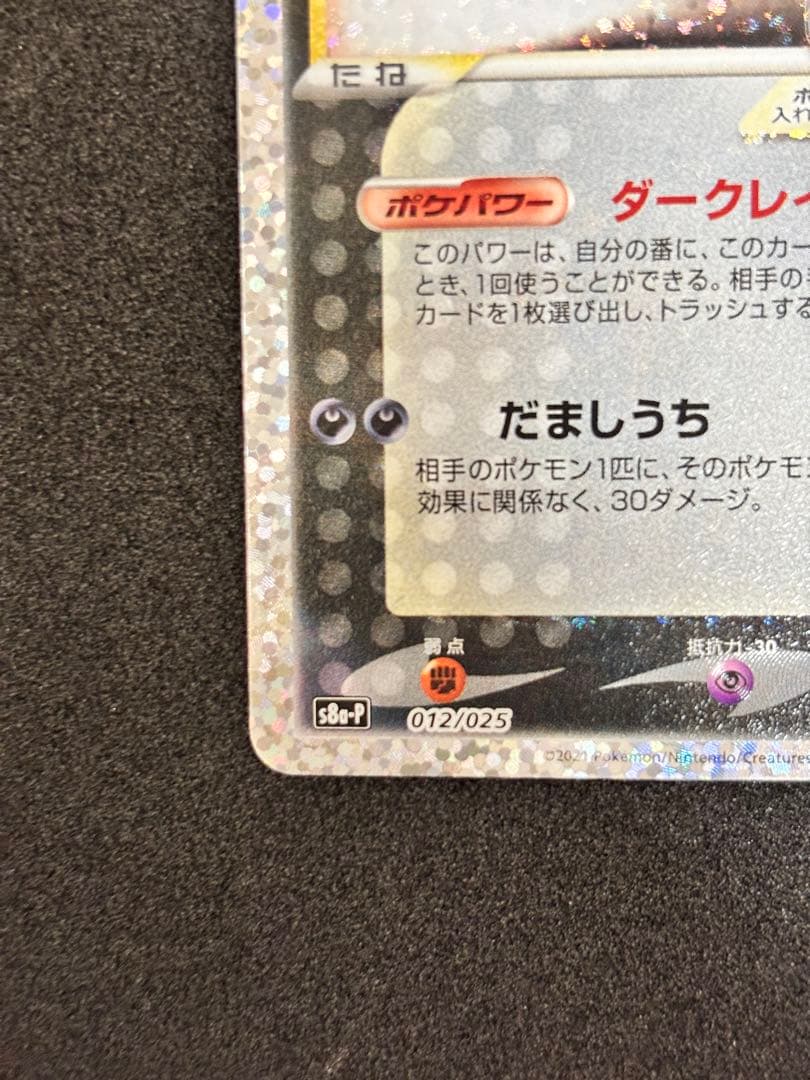 たね
ポ
入れ
ポケパワー ダークレイ
このパワーは、自分の番に、このカー
とき、1回使うことができる。相手の手
カードを1枚選び出し、トラッシュする
だましうち
相手のポケモン1匹に、そのポケモン
効果に関係なく、30ダメージ。
弱点 抵抗力 -30
s8a-P 012/025
©2021 Pokémon/Nintendo/Creatures